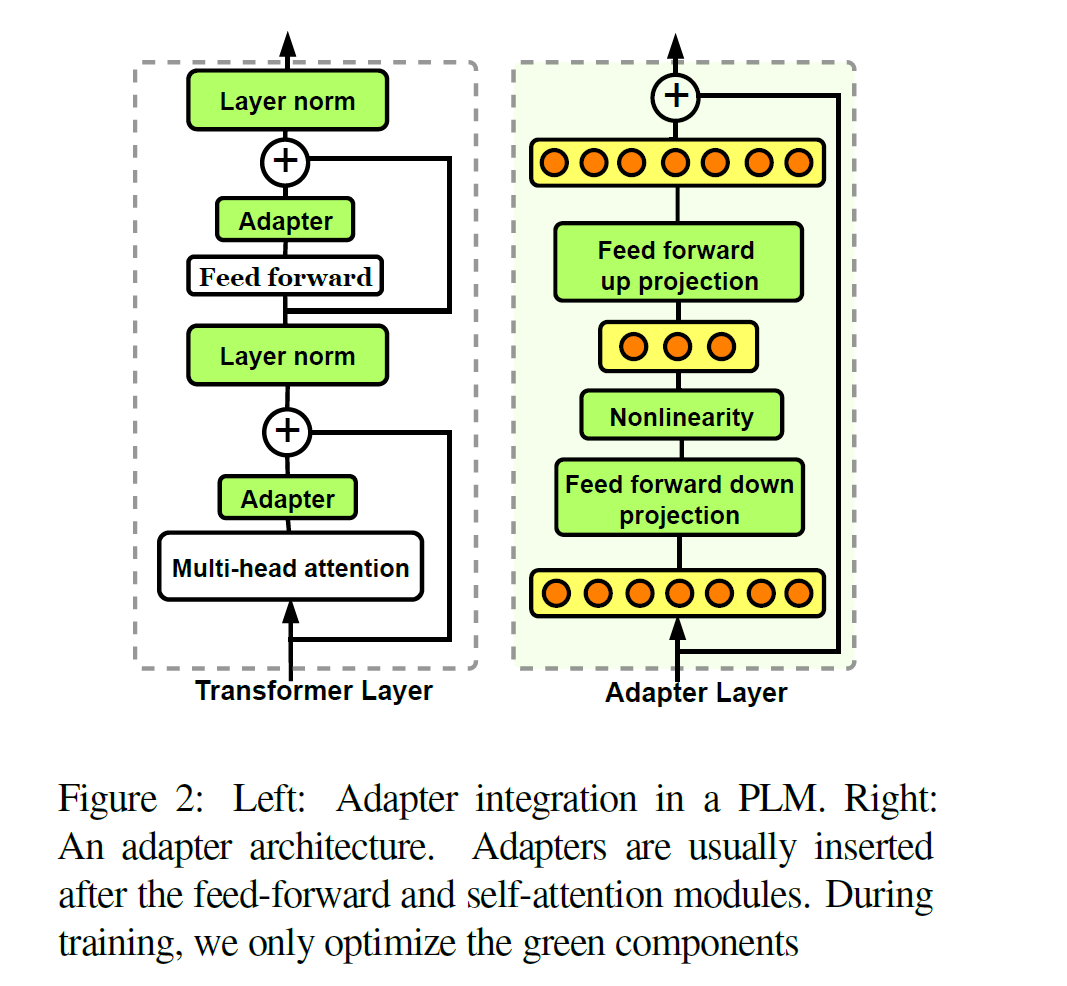 Layer norm
+
Adapter
Feed forward
Layer norm
+
Adapter
Multi-head attention
Transformer Layer
+
Feed forward
up projection
Nonlinearity
Feed forward down
projection
Adapter Layer
Figure 2: Left: Adapter integration in a PLM. Right:
An adapter architecture. Adapters are usually inserted
after the feed-forward and self-attention modules. During
training, we only optimize the green components